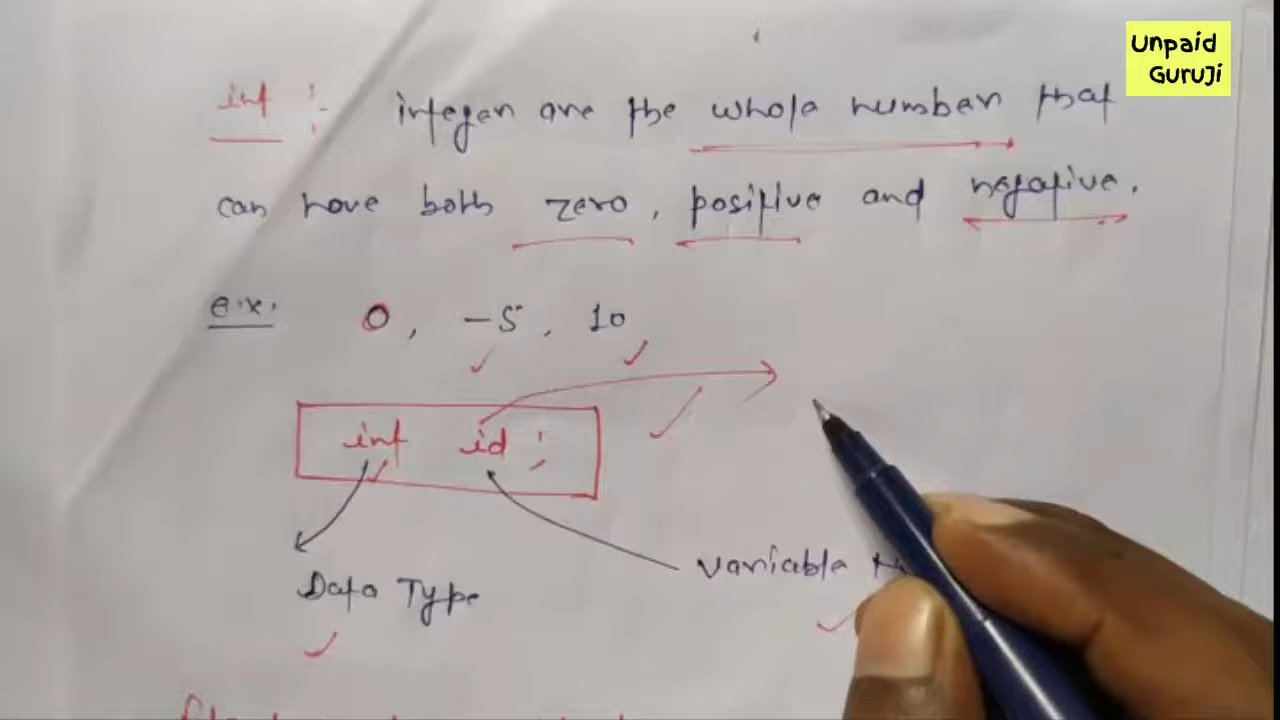 Unpaid
GuruJi
int :- integer are the whole number that
can have both zero, positive and negative.
e.x. 0, -5, 10
int id ;
variable
Data Type